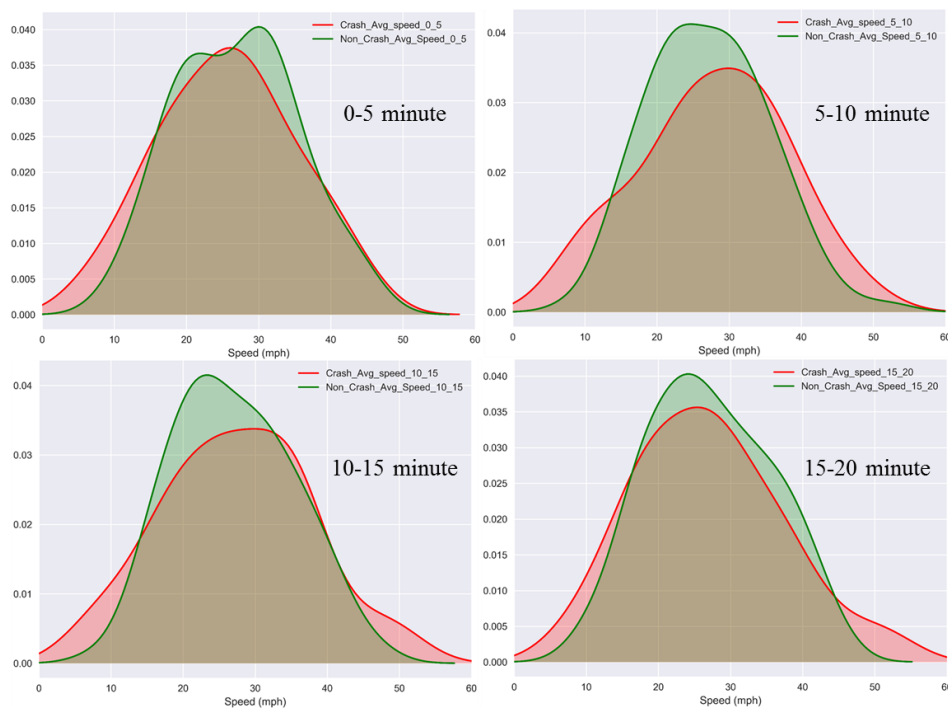 Crash_Avg_speed_0_5
Non_Crash_Avg_Speed_0_5
0-5 minute
0.040
0.035
0.030
0.025
0.020
0.015
0.010
0.005
0.000
0 10 20 30 40 50 60
Speed (mph)
Crash_Avg_speed_5_10
Non_Crash_Avg_Speed_5_10
5-10 minute
0.04
0.03
0.02
0.01
0.00
0 10 20 30 40 50 60
Speed (mph)
Crash_Avg_speed_10_15
Non_Crash_Avg_Speed_10_15
10-15 minute
0.04
0.03
0.02
0.01
0.00
0 10 20 30 40 50 60
Speed (mph)
Crash_Avg_speed_15_20
Non_Crash_Avg_Speed_15_20
15-20 minute
0.040
0.035
0.030
0.025
0.020
0.015
0.010
0.005
0.000
0 10 20 30 40 50 60
Speed (mph)